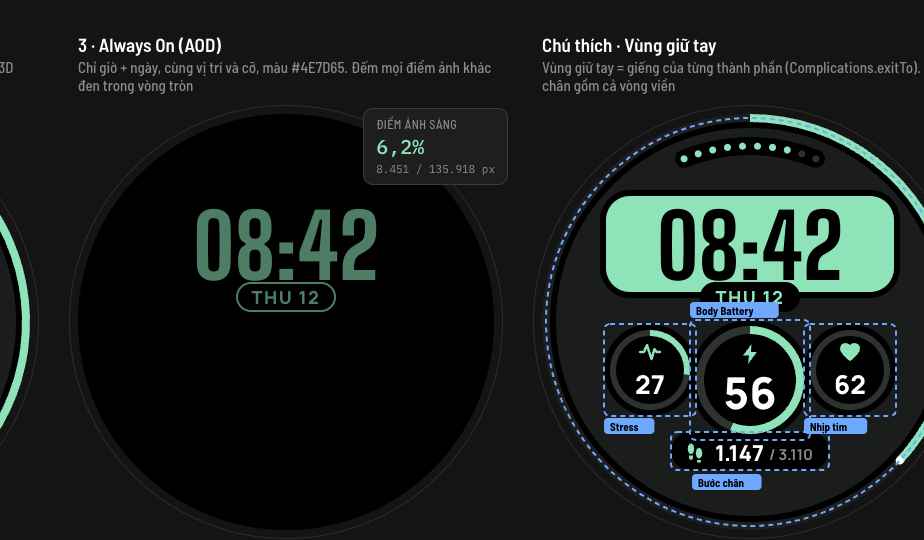 3D
3 · Always On (AOD)
Chỉ giờ + ngày, cùng vị trí và cỡ, màu #4E7D65. Đếm mọi điểm ảnh khác
đen trong vòng tròn
ĐIỂM ẢNH SÁNG
6,2%
8.451 / 135.918 px
08:42
THU 12
Chú thích · Vùng giữ tay
Vùng giữ tay = giếng của từng thành phần (Complications.exitTo).
chân gồm cả vòng viền
08:42
THU 12
Body Battery
27
56
62
Stress
Nhịp tim
1.147 / 3.110
Bước chân